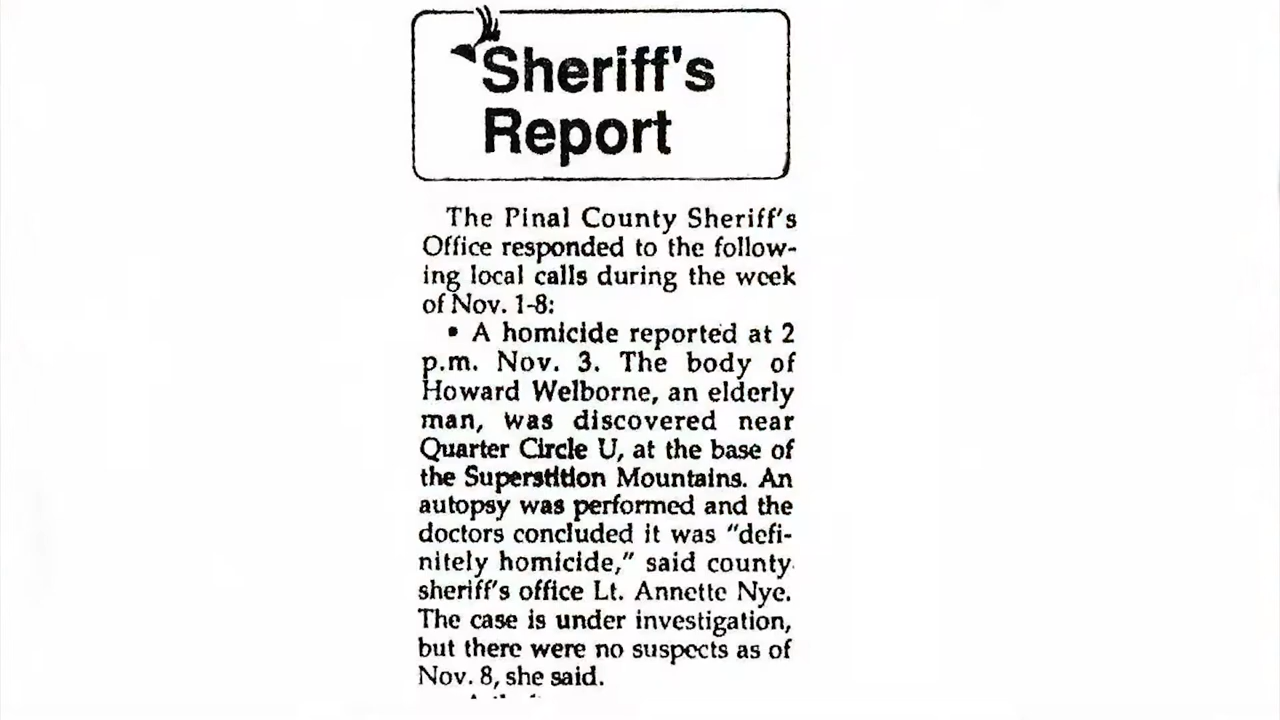 Sheriff's
Report
The Pinal County Sheriff's
Office responded to the follow-
ing local calls during the week
of Nov. 1-8:
• A homicide reported at 2
p.m. Nov. 3. The body of
Howard Welborne, an elderly
man, was discovered near
Quarter Circle U, at the base of
the Superstition Mountains. An
autopsy was performed and the
doctors concluded it was "defi-
nitely homicide," said county
sheriff's office Lt. Annette Nye.
The case is under investigation,
but there were no suspects as of
Nov. 8, she said.